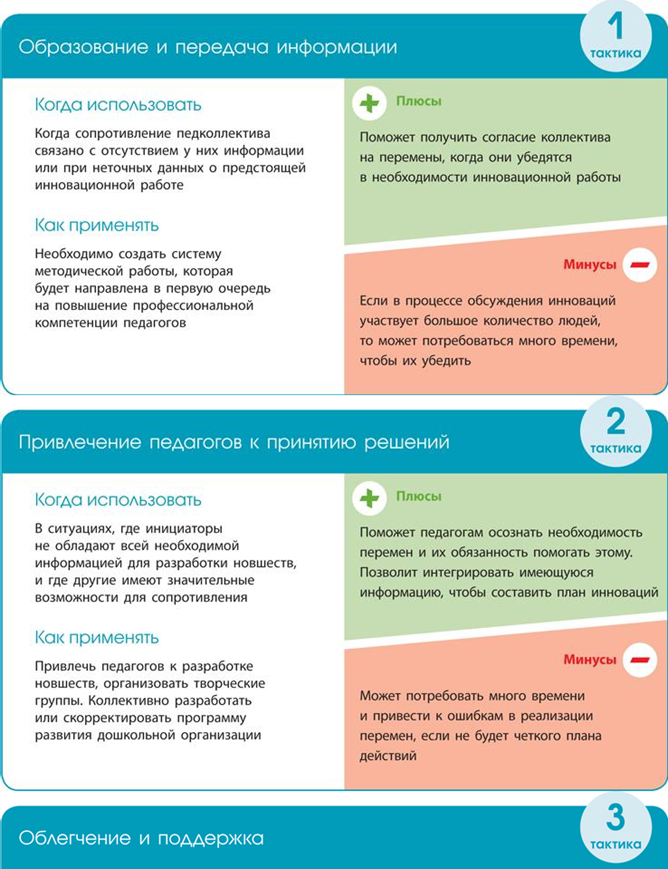 Образование и передача информации
1
тактика
Когда использовать
Когда сопротивление педколлектива
связано с отсутствием у них информации
или при неточных данных о предстоящей
инновационной работе
Как применять
Необходимо создать систему
методической работы, которая
будет направлена в первую очередь
на повышение профессиональной
компетенции педагогов
Плюсы
Поможет получить согласие коллектива
на перемены, когда они убедятся
в необходимости инновационной работы
Минусы
Если в процессе обсуждения инноваций
участвует большое количество людей,
то может потребоваться много времени,
чтобы их убедить
Привлечение педагогов к принятию решений
2
тактика
Когда использовать
В ситуациях, где инициаторы
не обладают всей необходимой
информацией для разработки новшеств,
и где другие имеют значительные
возможности для сопротивления
Как применять
Привлечь педагогов к разработке
новшеств, организовать творческие
группы. Коллективно разработать
или скорректировать программу
развития дошкольной организации
Плюсы
Поможет педагогам осознать необходимость
перемен и их обязанность помогать этому.
Позволит интегрировать имеющуюся
информацию, чтобы составить план инноваций
Минусы
Может потребовать много времени
и привести к ошибкам в реализации
перемен, если не будет четкого плана
действий
Облегчение и поддержка
3
тактика